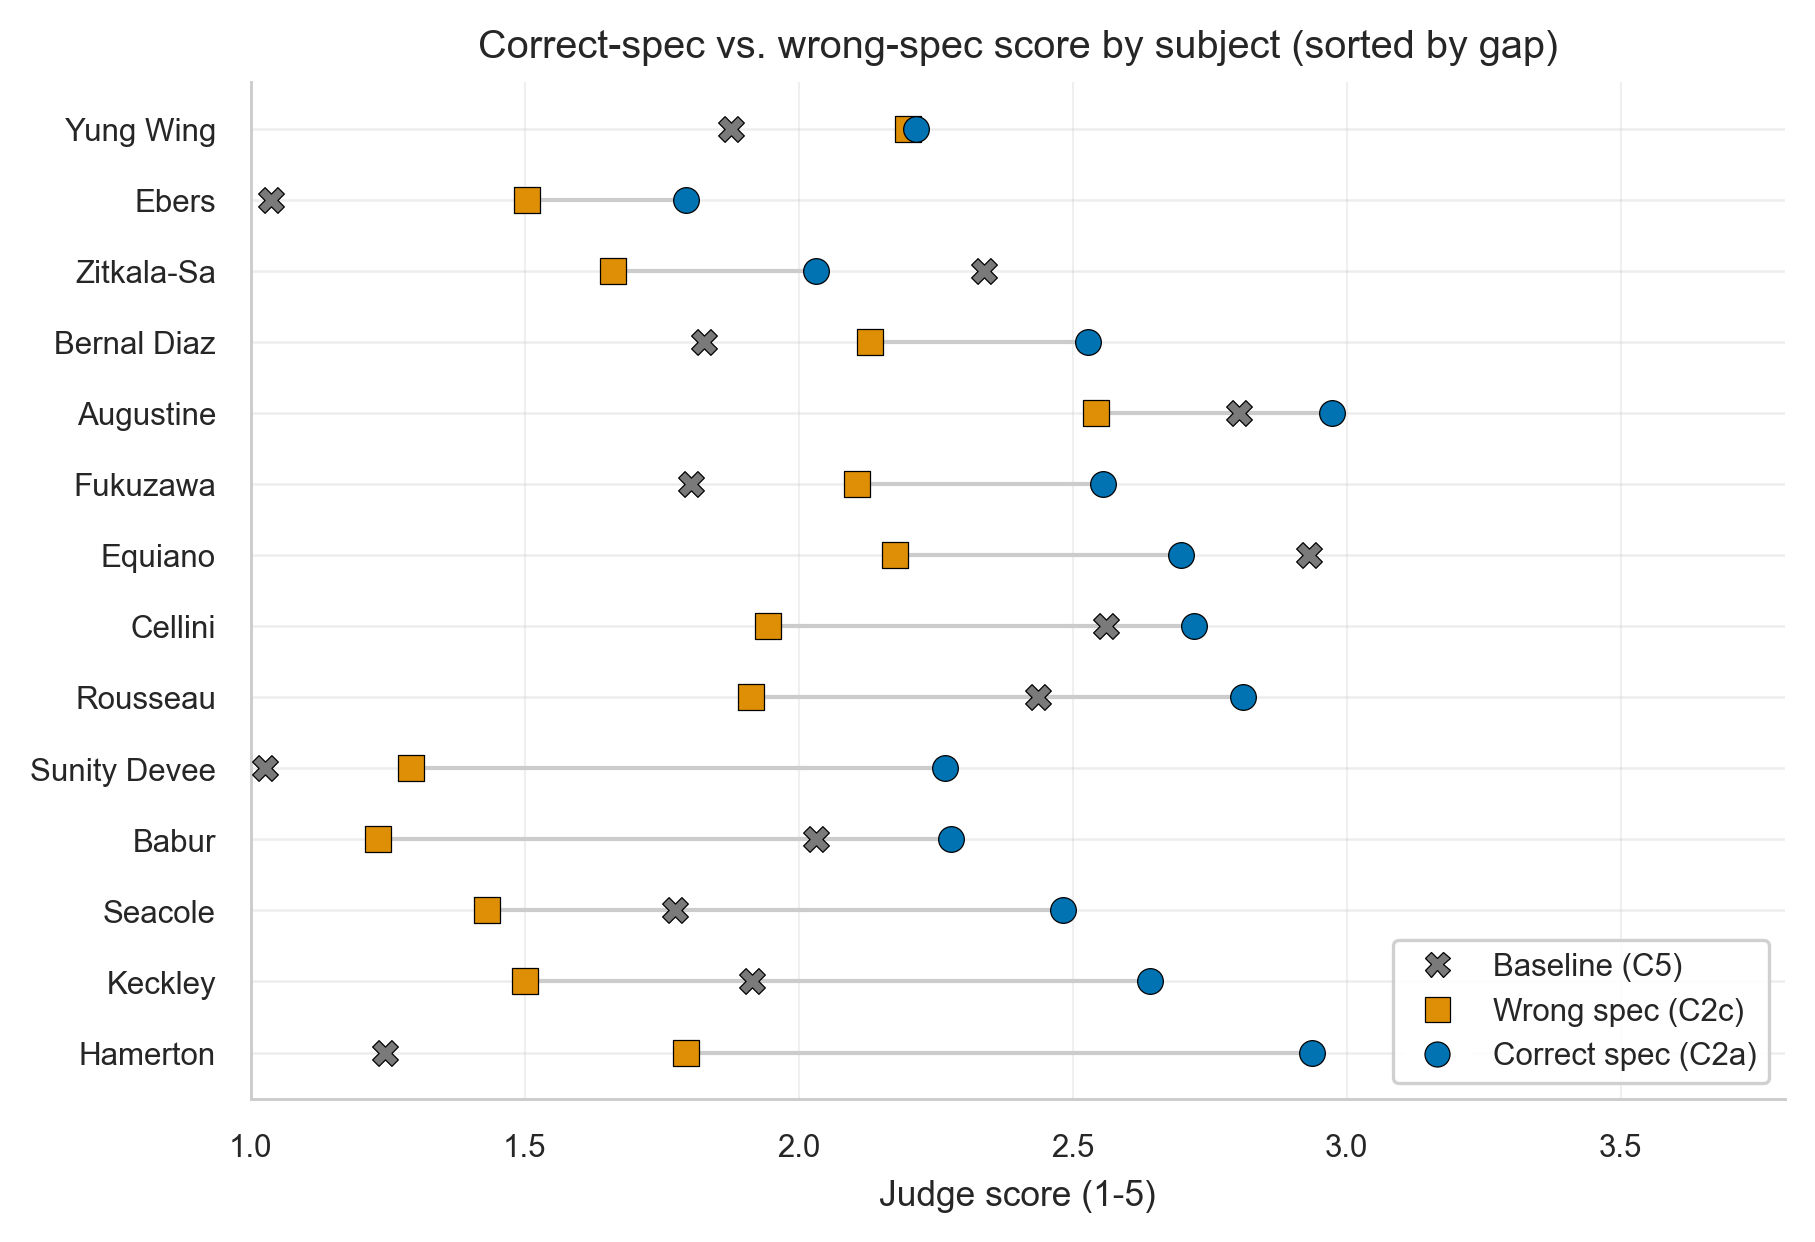 Correct-spec vs. wrong-spec score by subject (sorted by gap)
Yung Wing
Ebers
Zitkala-Sa
Bernal Diaz
Augustine
Fukuzawa
Equiano
Cellini
Rousseau
Sunity Devee
Babur
Seacole
Keckley
Hamerton
Baseline (C5)
Wrong spec (C2c)
Correct spec (C2a)
1.0 1.5 2.0 2.5 3.0 3.5
Judge score (1-5)